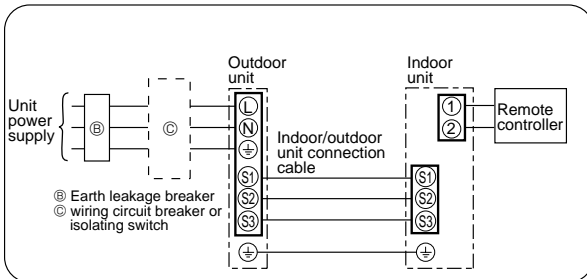 Outdoor
unit
Indoor
unit
Unit
power
supply
Ⓑ
Ⓒ
L
N
⏚
S1
S2
S3
⏚
Indoor/outdoor
unit connection
cable
1
2
Remote
controller
S1
S2
S3
⏚
Ⓑ Earth leakage breaker
Ⓒ wiring circuit breaker or
isolating switch